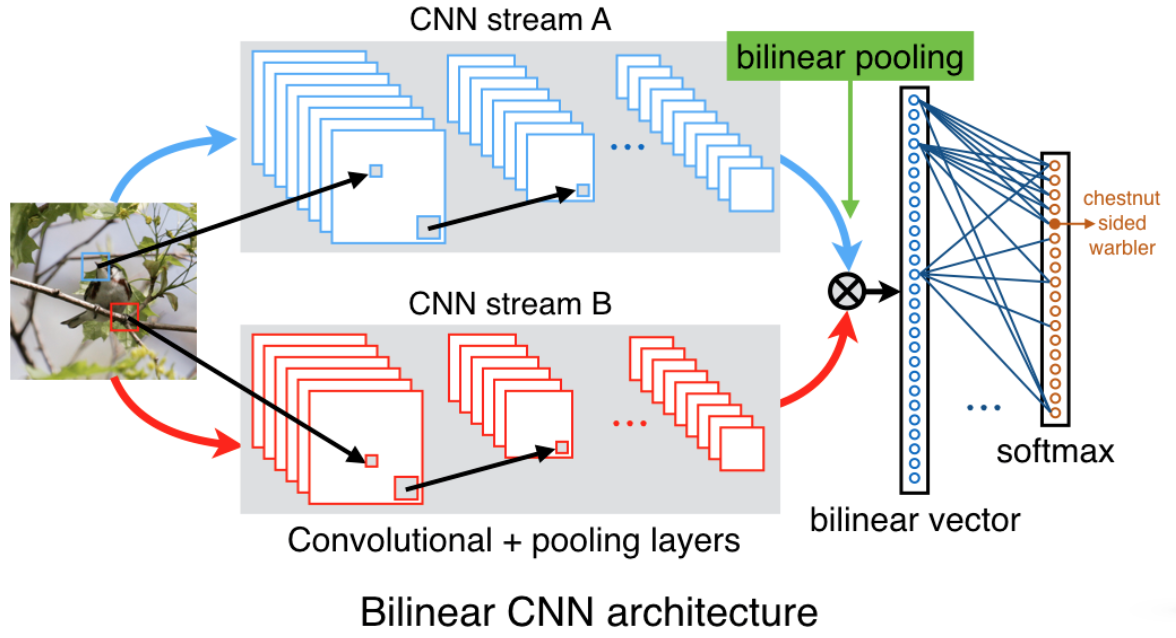 CNN stream A
bilinear pooling
chestnut
sided
warbler
CNN stream B
softmax
bilinear vector
Convolutional + pooling layers
Bilinear CNN architecture